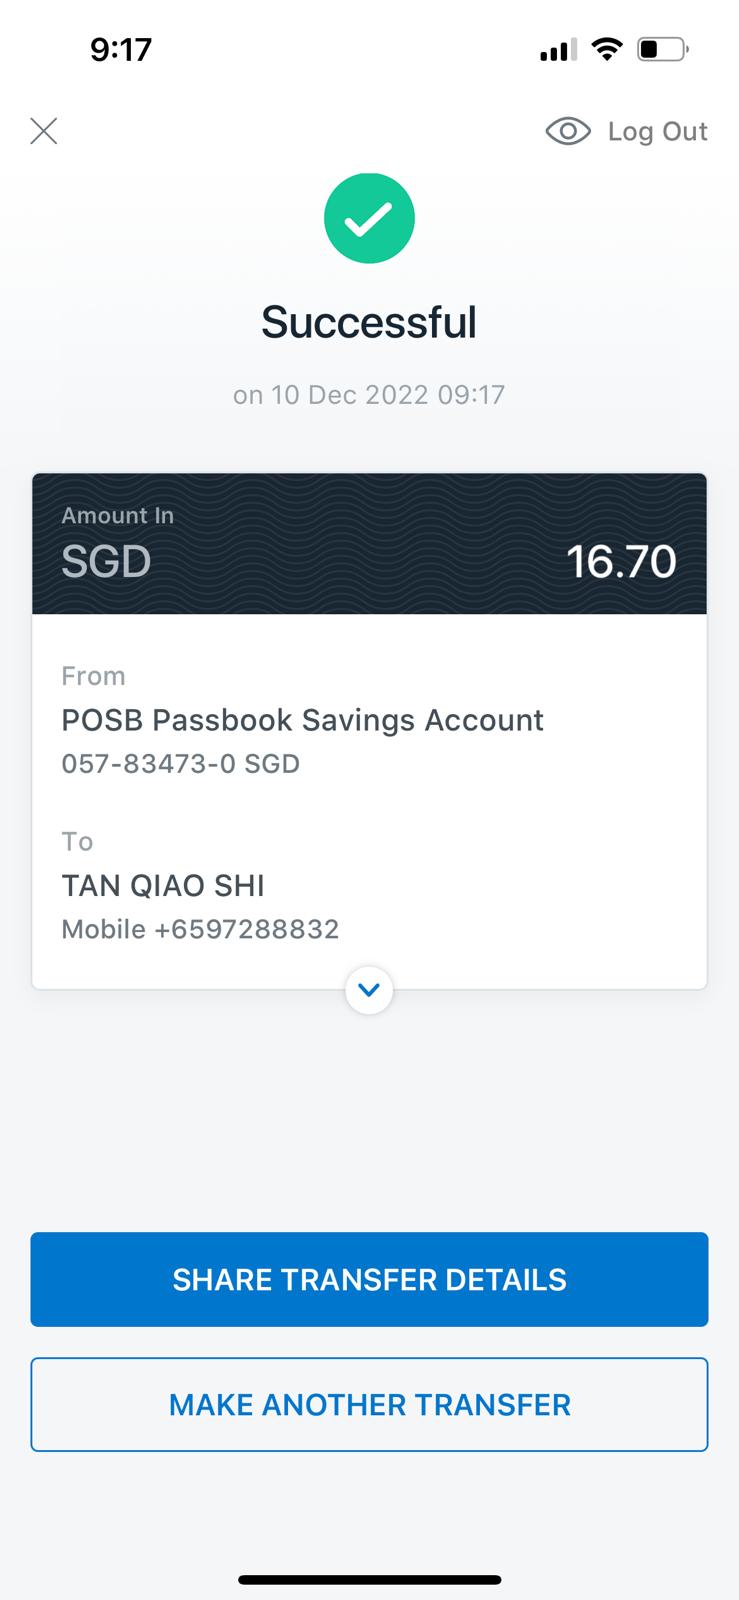 9:17
Log Out
Successful
on 10 Dec 2022 09:17
Amount In
SGD 16.70
From
POSB Passbook Savings Account
057-83473-0 SGD
To
TAN QIAO SHI
Mobile +6597288832
SHARE TRANSFER DETAILS
MAKE ANOTHER TRANSFER